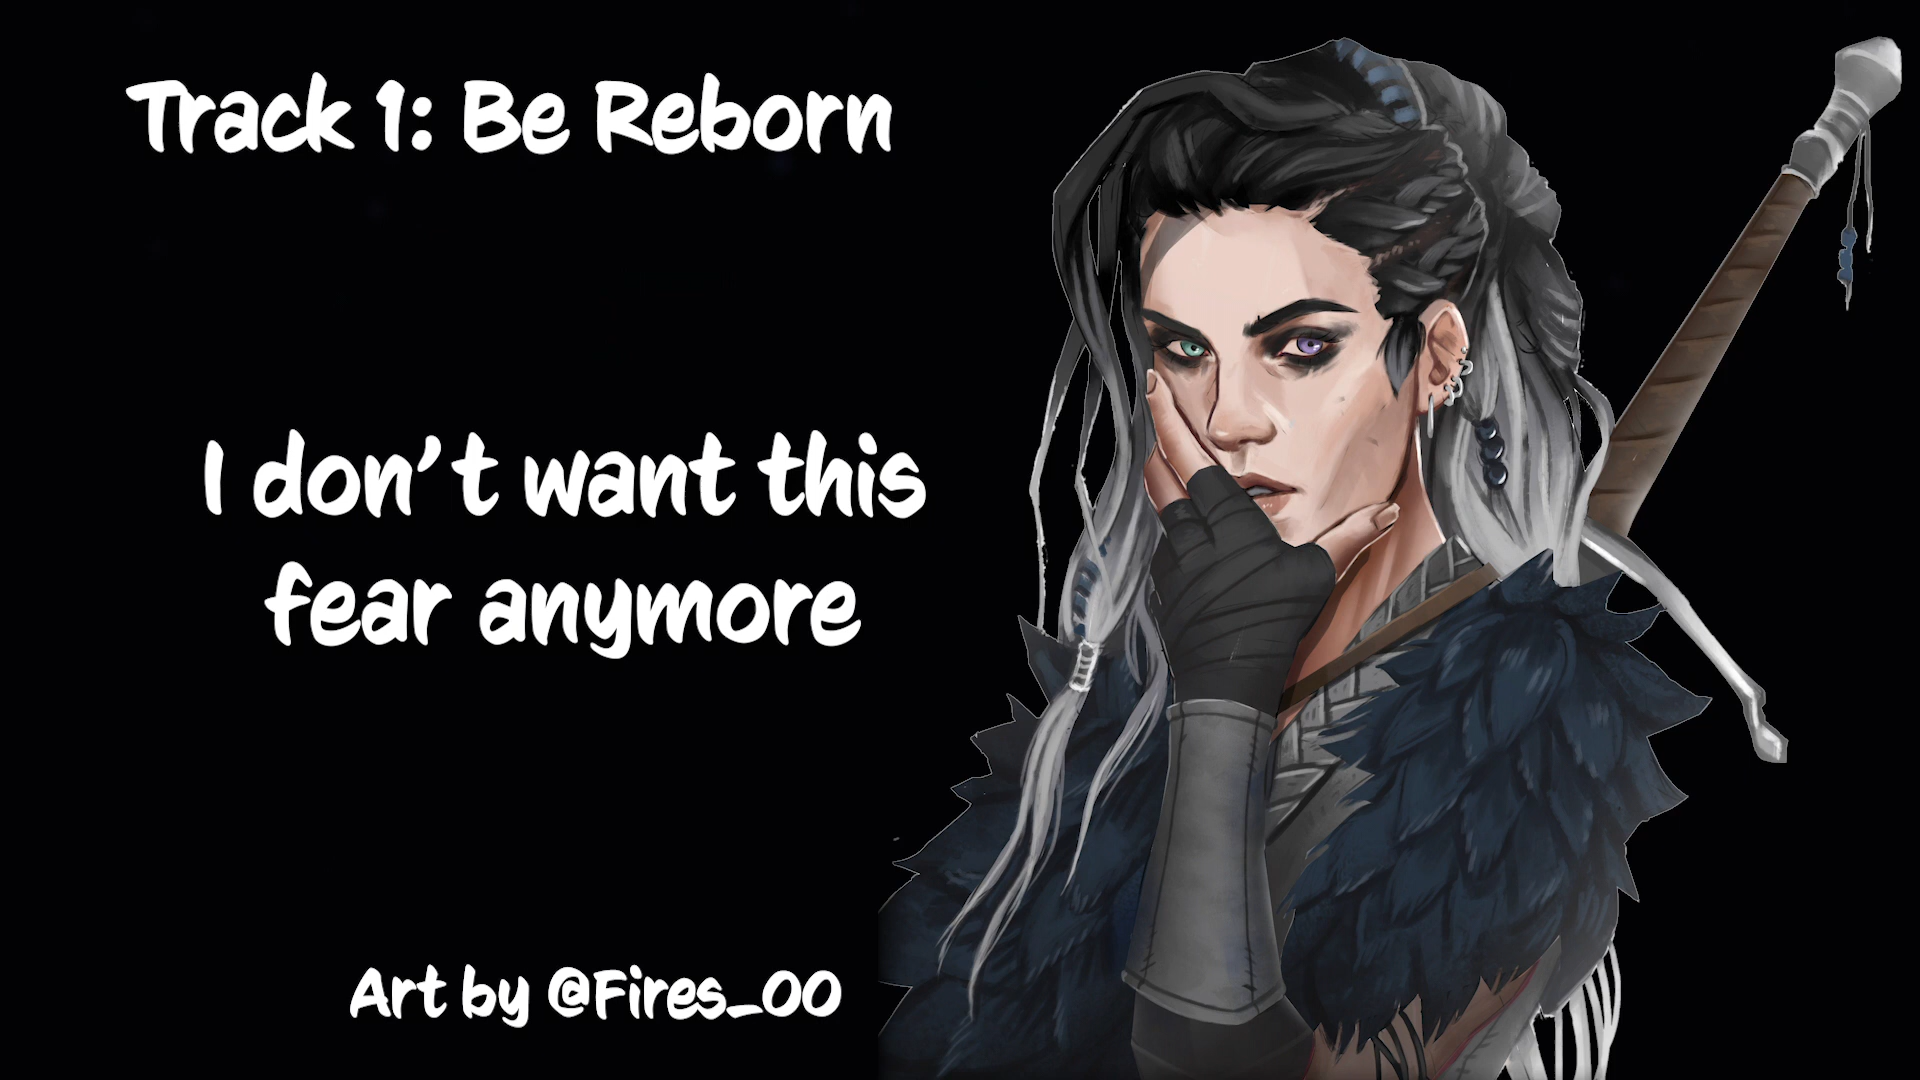 Track 1: Be Reborn
I don't want this
fear anymore
Art by @Fires_00